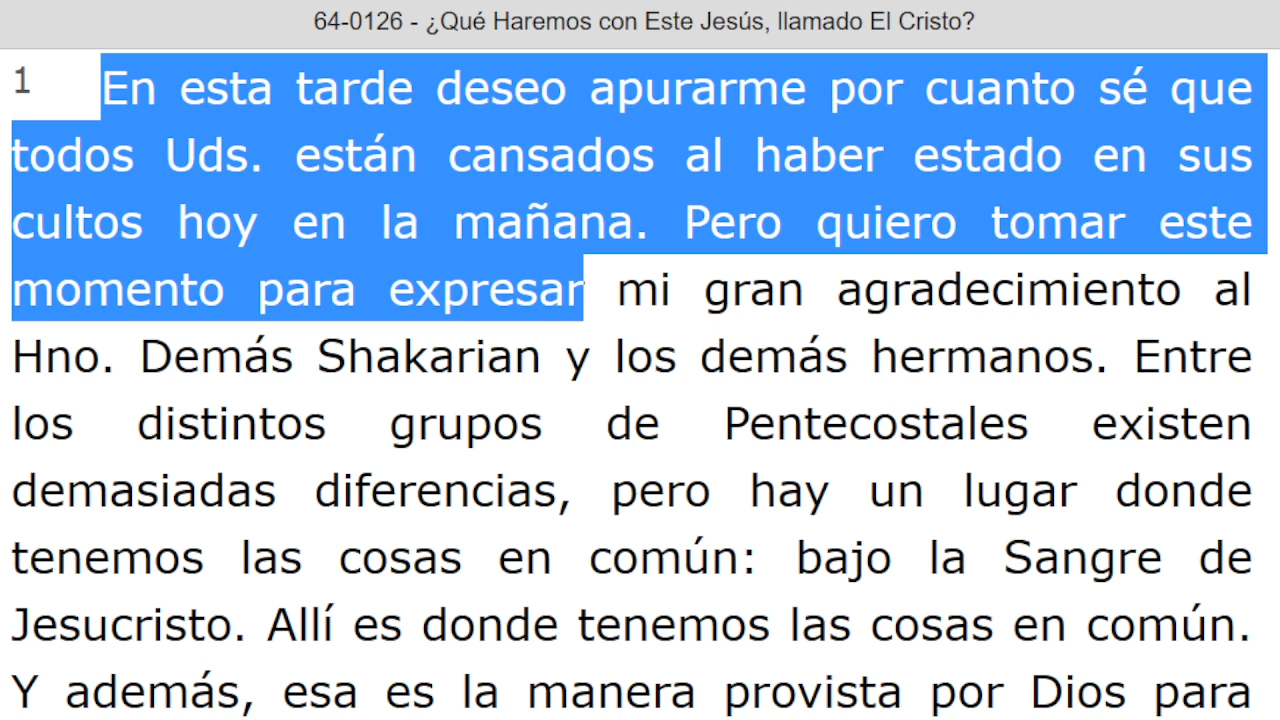 64-0126 - ¿Qué Haremos con Este Jesús, llamado El Cristo?
1 En esta tarde deseo apurarme por cuanto sé que
todos Uds. están cansados al haber estado en sus
cultos hoy en la mañana. Pero quiero tomar este
momento para expresar mi gran agradecimiento al
Hno. Demás Shakarian y los demás hermanos. Entre
los distintos grupos de Pentecostales existen
demasiadas diferencias, pero hay un lugar donde
tenemos las cosas en común: bajo la Sangre de
Jesucristo. Allí es donde tenemos las cosas en común.
Y además, esa es la manera provista por Dios para